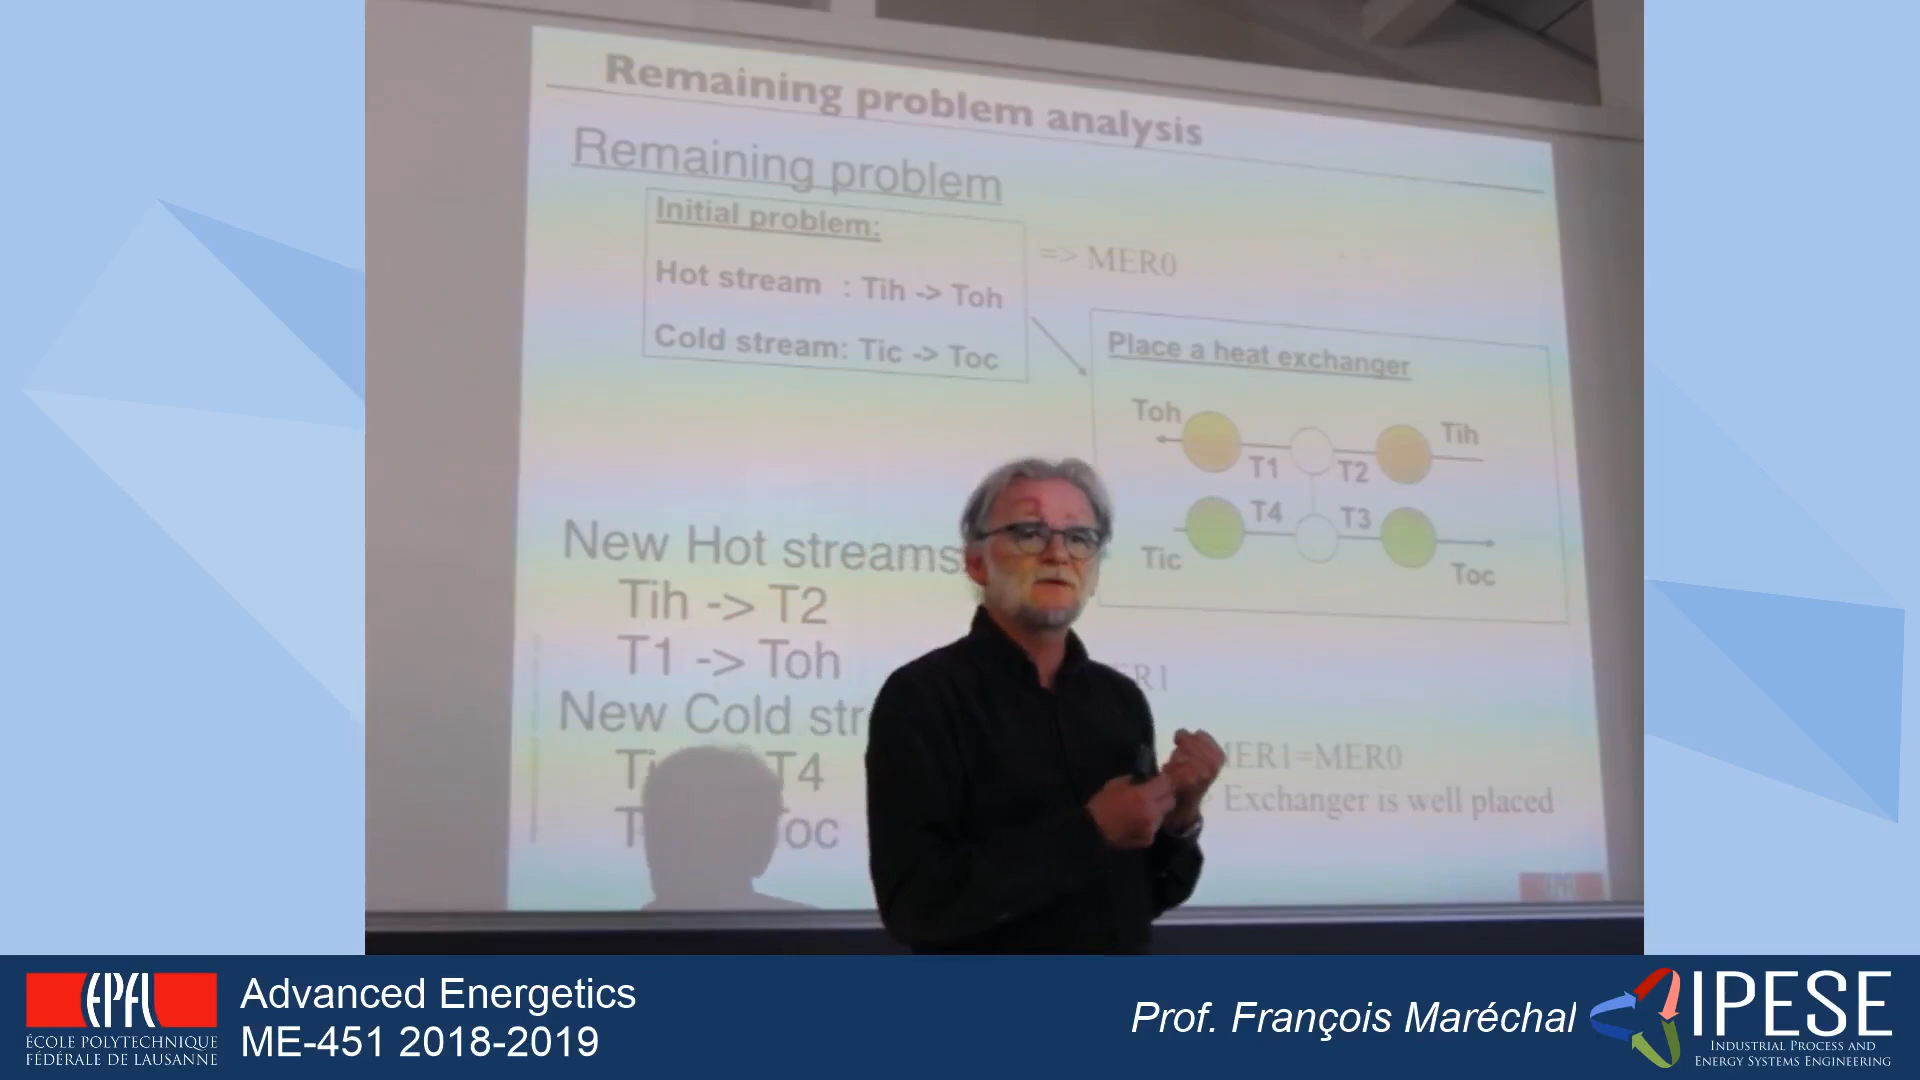 Remaining problem analysis
Remaining problem
Initial problem:
=> MER0
Hot stream : Tih -> Toh
Cold stream: Tic -> Toc
Place a heat exchanger
Toh
Tih
T1
T2
T4
T3
Tic
Toc
New Hot streams
Tih -> T2
T1 -> Toh
New Cold str
T4
oc
ER1
MER1=MER0
Exchanger is well placed
EPFL
EPFL
ÉCOLE POLYTECHNIQUE
FÉDÉRALE DE LAUSANNE
Advanced Energetics
ME-451 2018-2019
Prof. François Maréchal
IPESE
INDUSTRIAL PROCESS AND
ENERGY SYSTEMS ENGINEERING